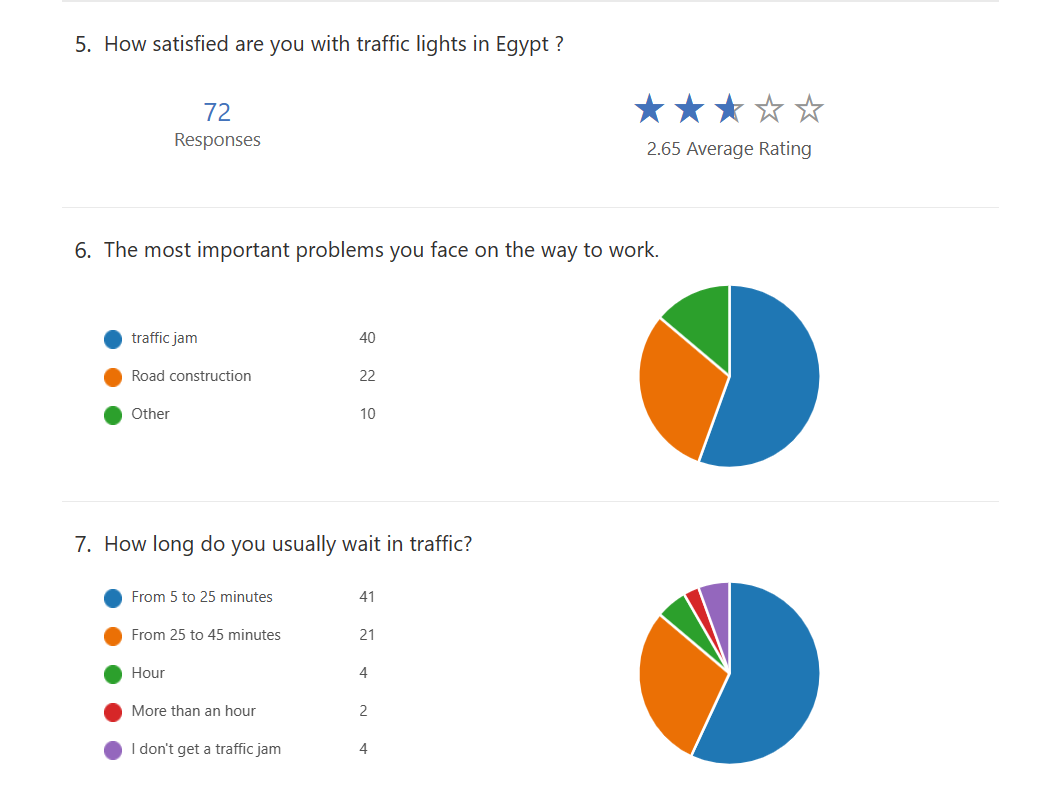 5. How satisfied are you with traffic lights in Egypt ?
72
Responses
2.65 Average Rating
6. The most important problems you face on the way to work.
traffic jam 40
Road construction 22
Other 10
7. How long do you usually wait in traffic?
From 5 to 25 minutes 41
From 25 to 45 minutes 21
Hour 4
More than an hour 2
I don't get a traffic jam 4